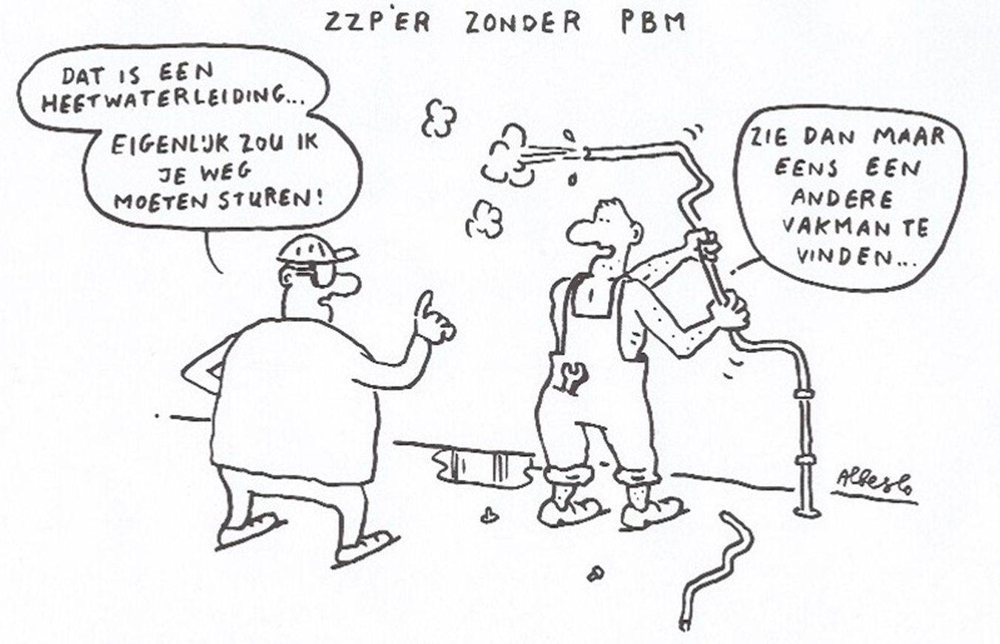 ZZP'ER ZONDER PBM
DAT IS EEN
HEETWATERLEIDING...
EIGENLIJK ZOU IK
JE WEG
MOETEN STUREN!
ZIE DAN MAAR
EENS EEN
ANDERE
VAKMAN TE
VINDEN...